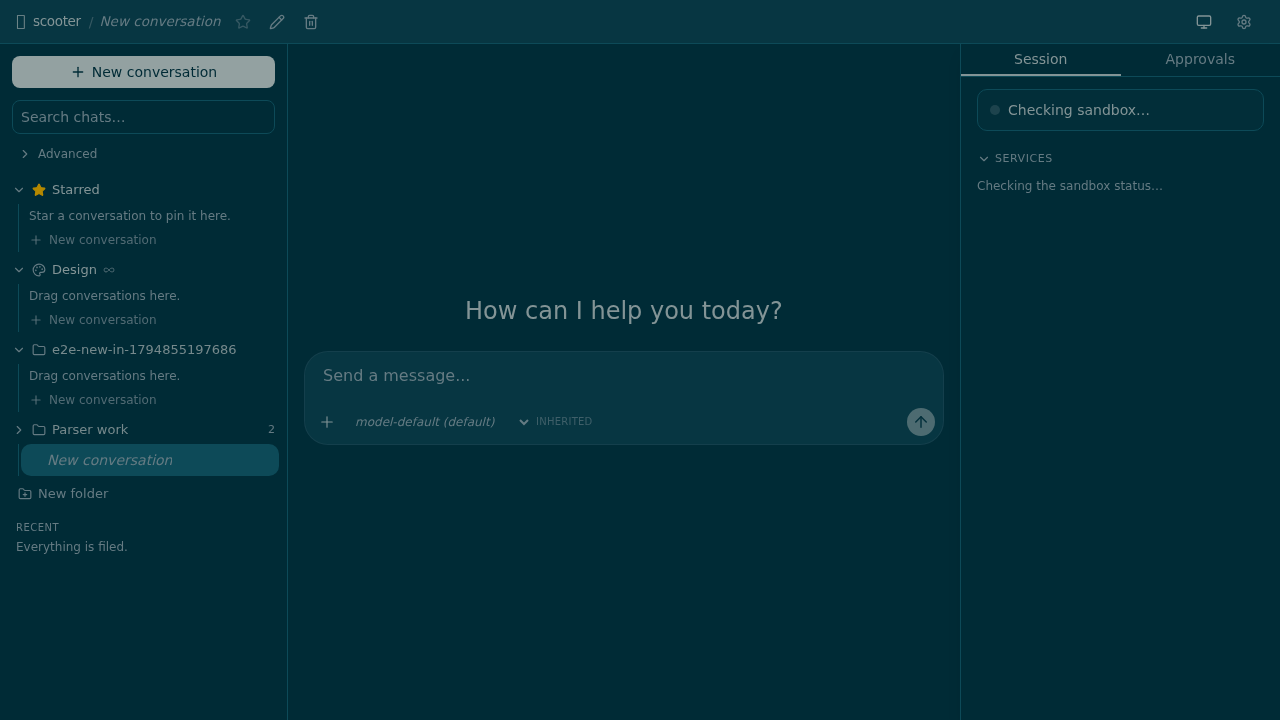 scooter / New conversation
New conversation
Search chats...
Advanced
Starred
Star a conversation to pin it here.
New conversation
Design
Drag conversations here.
New conversation
e2e-new-in-1794855197686
Drag conversations here.
New conversation
Parser work 2
New conversation
New folder
RECENT
Everything is filed.
How can I help you today?
Send a message...
model-default (default) INHERITED
Session Approvals
Checking sandbox...
SERVICES
Checking the sandbox status...